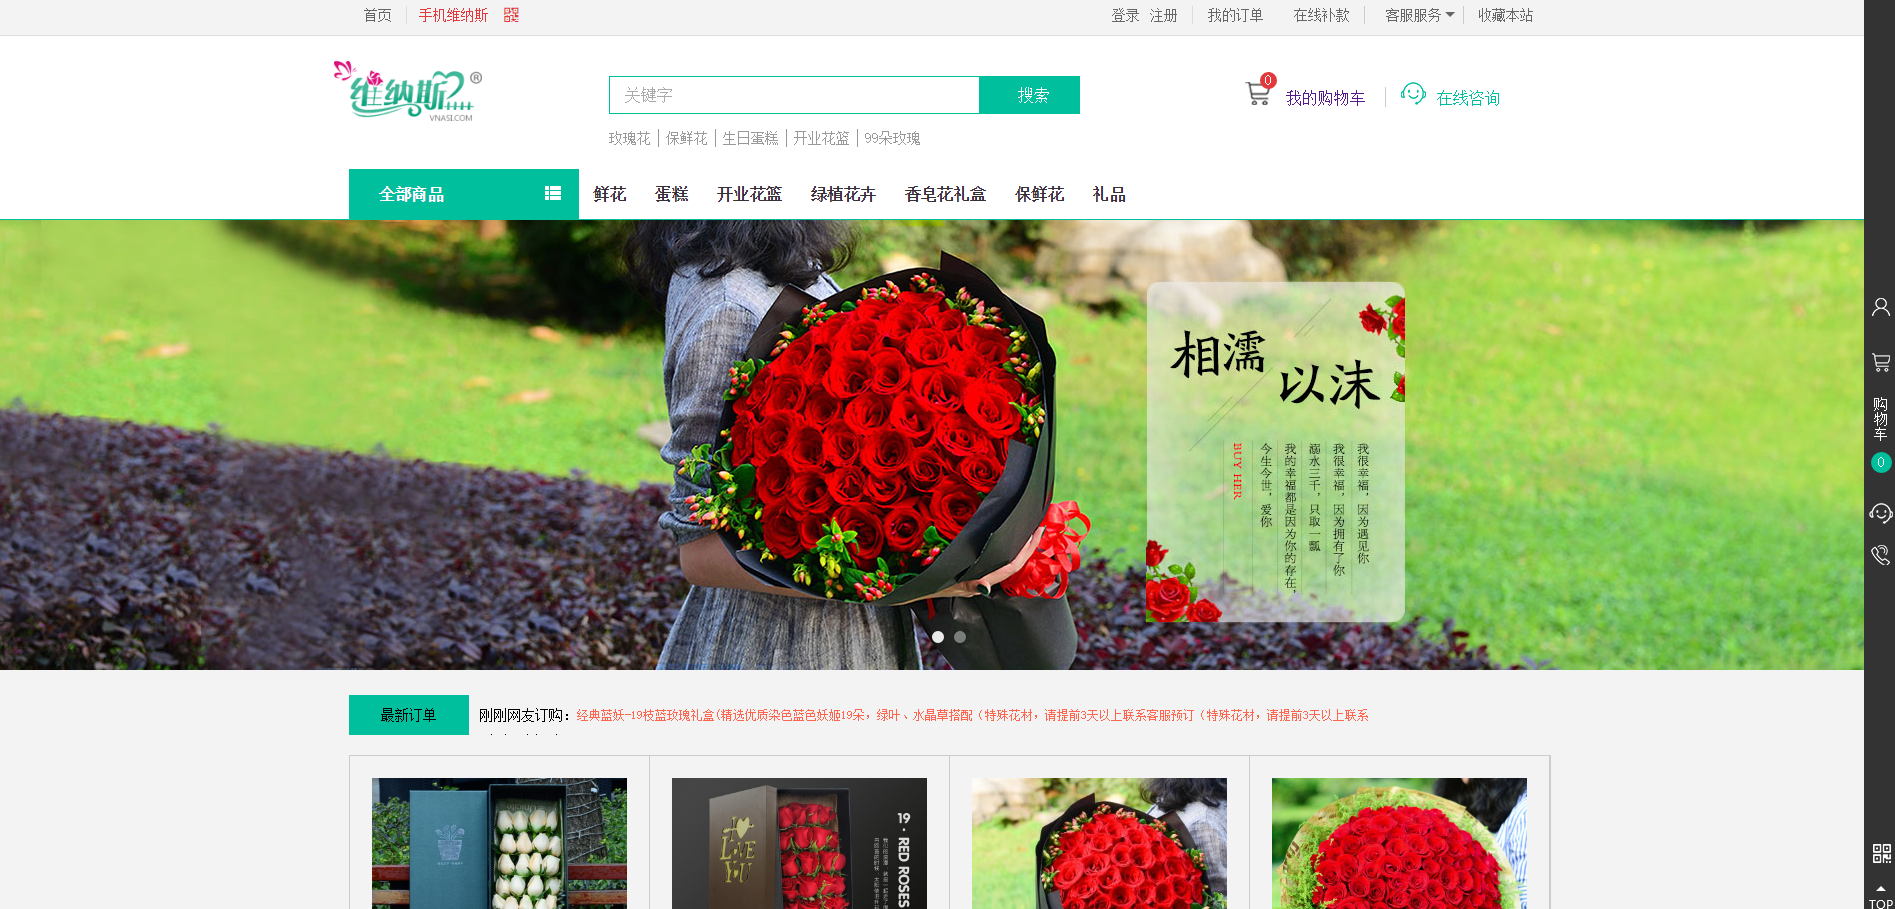 首页 手机维纳斯 登录 注册 我的订单 在线补款 客服服务 收藏本站
维纳斯®
VNASI.COM
关键字 搜索
0 我的购物车 在线咨询
玫瑰花 保鲜花 生日蛋糕 开业花篮 99朵玫瑰
全部商品 鲜花 蛋糕 开业花篮 绿植花卉 香皂花礼盒 保鲜花 礼品
相濡
以沫
我很幸福，因为遇见你
我很幸福，因为拥有了你
溺水三千，只取一瓢
我的幸福都是因为你的存在，
今生今世，爱你
BUY HER
购物车
0
最新订单 刚刚网友订购：经典蓝妖-19枝蓝玫瑰礼盒(精选优质染色蓝色妖姬19朵，绿叶、水晶草搭配（特殊花材，请提前3天以上联系客服预订（特殊花材，请提前3天以上联系
I
LOVE
YOU
19 · RED ROSES
TOP